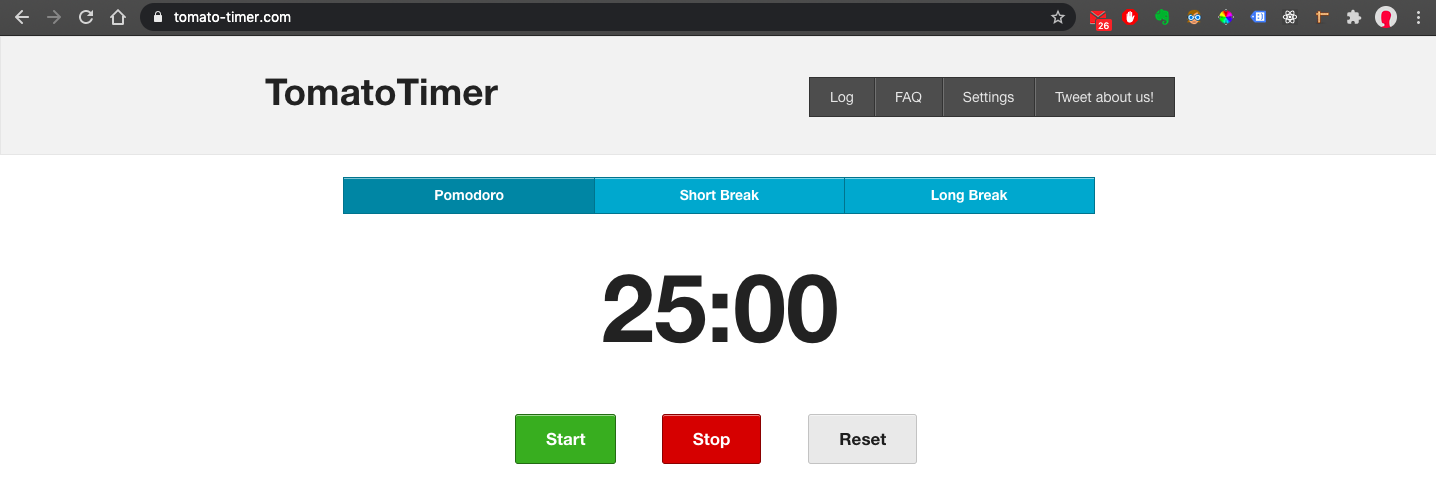 tomato-timer.com
26
TomatoTimer
Log FAQ Settings Tweet about us!
Pomodoro Short Break Long Break
25:00
Start Stop Reset